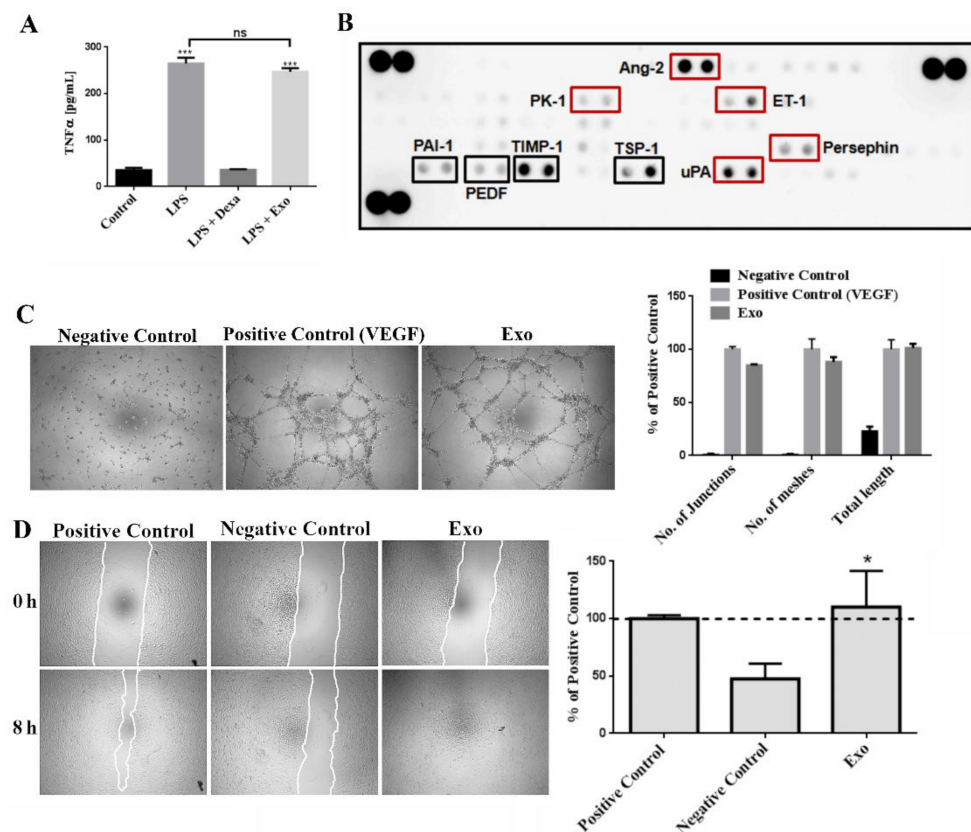 A
TNFα [pg/mL]
300
200
100
0
***
ns
***
Control
LPS
LPS + Dexa
LPS + Exo
B
Ang-2
PK-1
ET-1
PAI-1
PEDF
TIMP-1
TSP-1
uPA
Persephin
C
Negative Control
Positive Control (VEGF)
Exo
Negative Control
Positive Control (VEGF)
Exo
% of Positive Control
150
100
50
0
No. of Junctions
No. of meshes
Total length
D
Positive Control
Negative Control
Exo
0 h
8 h
% of Positive Control
150
100
50
0
*
Positive Control
Negative Control
Exo